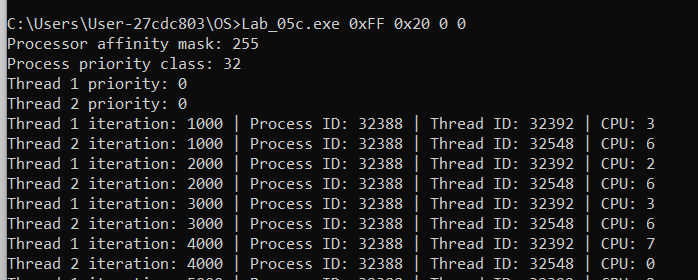 C:\Users\User-27cdc803\OS>Lab_05c.exe 0xFF 0x20 0 0
Processor affinity mask: 255
Process priority class: 32
Thread 1 priority: 0
Thread 2 priority: 0
Thread 1 iteration: 1000 | Process ID: 32388 | Thread ID: 32392 | CPU: 3
Thread 2 iteration: 1000 | Process ID: 32388 | Thread ID: 32548 | CPU: 6
Thread 1 iteration: 2000 | Process ID: 32388 | Thread ID: 32392 | CPU: 2
Thread 2 iteration: 2000 | Process ID: 32388 | Thread ID: 32548 | CPU: 6
Thread 1 iteration: 3000 | Process ID: 32388 | Thread ID: 32392 | CPU: 3
Thread 2 iteration: 3000 | Process ID: 32388 | Thread ID: 32548 | CPU: 6
Thread 1 iteration: 4000 | Process ID: 32388 | Thread ID: 32392 | CPU: 7
Thread 2 iteration: 4000 | Process ID: 32388 | Thread ID: 32548 | CPU: 0